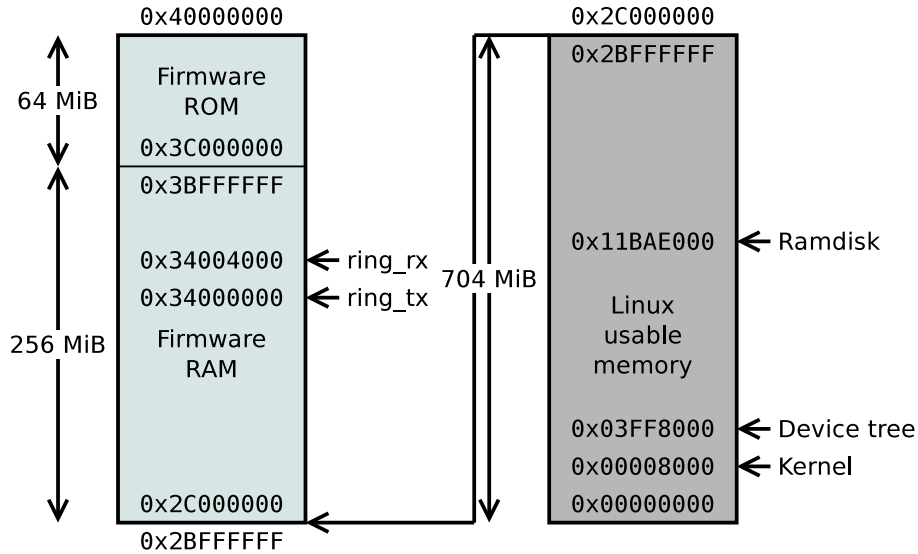 0x40000000
Firmware
ROM
64 MiB
0x3C000000
0x3BFFFFFF
0x34004000
ring_rx
0x34000000
ring_tx
256 MiB
Firmware
RAM
0x2C000000
0x2BFFFFFF
704 MiB
0x2C000000
0x2BFFFFFF
0x11BAE000
Ramdisk
Linux
usable
memory
0x03FF8000
Device tree
0x00008000
Kernel
0x00000000